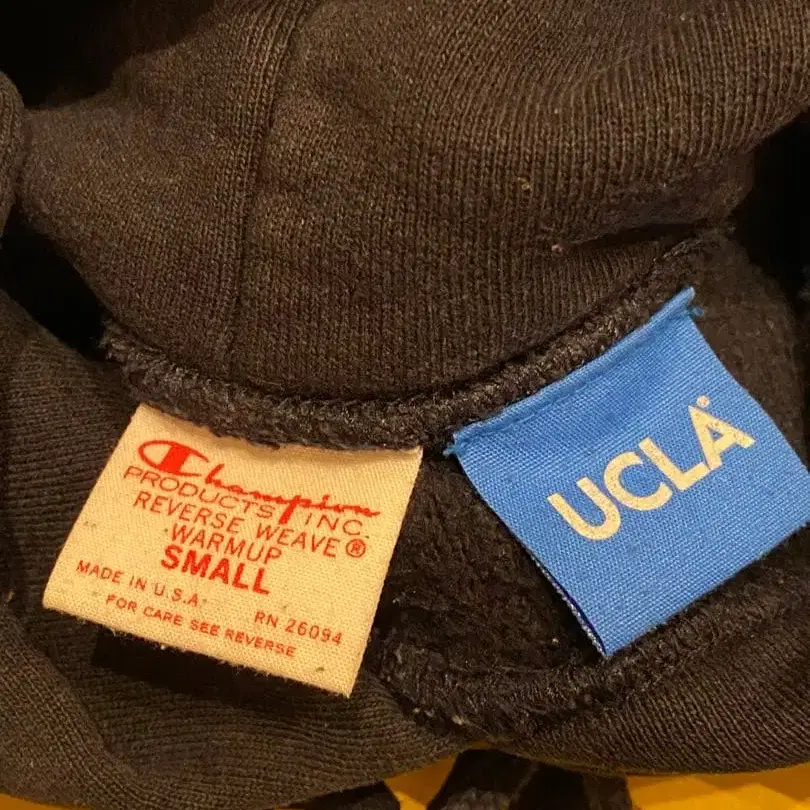 Champion
PRODUCTS INC.
REVERSE WEAVE®
WARMUP
SMALL
MADE IN U.S.A.
RN 26094
FOR CARE SEE REVERSE
UCLA®